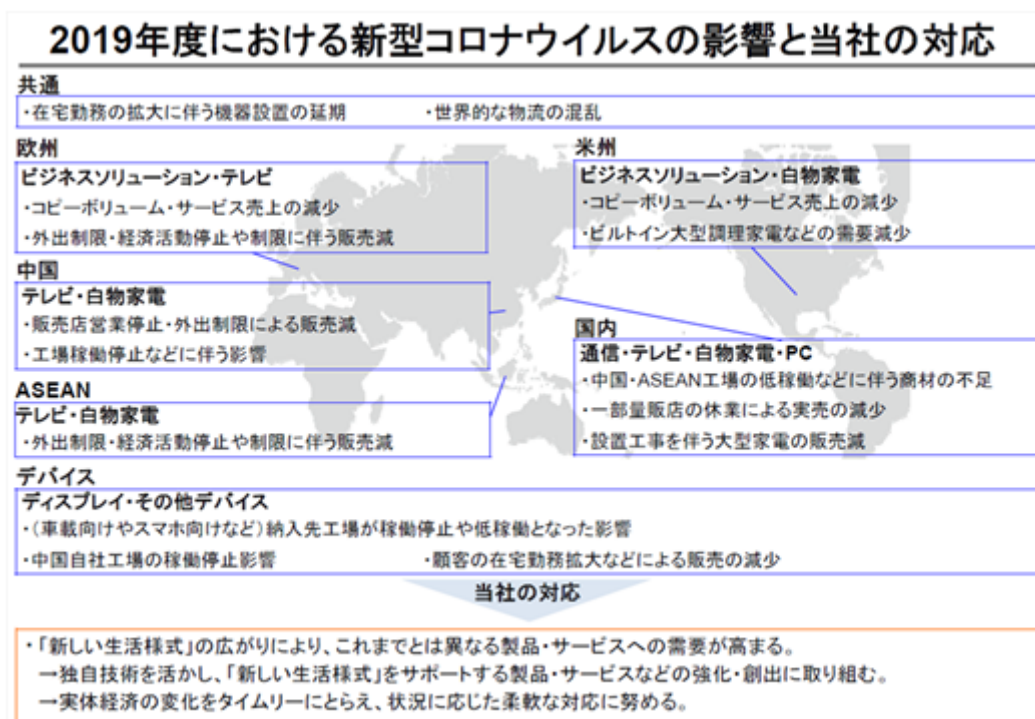 2019年度における新型コロナウイルスの影響と当社の対応
共通
・在宅勤務の拡大に伴う機器設置の延期　・世界的な物流の混乱
欧州
ビジネスソリューション・テレビ
・コピーボリューム・サービス売上の減少
・外出制限・経済活動停止や制限に伴う販売減
米州
ビジネスソリューション・白物家電
・コピーボリューム・サービス売上の減少
・ビルトイン大型調理家電などの需要減少
中国
テレビ・白物家電
・販売店営業停止・外出制限による販売減
・工場稼働停止などに伴う影響
国内
通信・テレビ・白物家電・PC
・中国・ASEAN工場の低稼働などに伴う商材の不足
・一部量販店の休業による実売の減少
・設置工事を伴う大型家電の販売減
ASEAN
テレビ・白物家電
・外出制限・経済活動停止や制限に伴う販売減
デバイス
ディスプレイ・その他デバイス
・（車載向けやスマホ向けなど）納入先工場が稼働停止や低稼働となった影響
・中国自社工場の稼働停止影響　・顧客の在宅勤務拡大などによる販売の減少
当社の対応
・「新しい生活様式」の広がりにより、これまでとは異なる製品・サービスへの需要が高まる。
→独自技術を活かし、「新しい生活様式」をサポートする製品・サービスなどの強化・創出に取り組む。
→実体経済の変化をタイムリーにとらえ、状況に応じた柔軟な対応に努める。